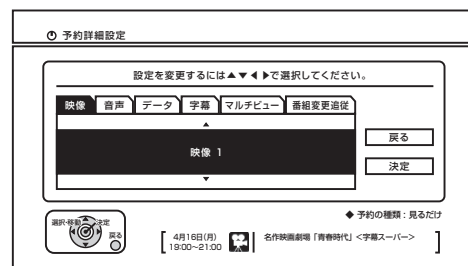 予約詳細設定
設定を変更するには▲▼◀▶で選択してください。
映像 音声 データ 字幕 マルチビュー 番組変更追従
▲
映像 1
▼
戻る
決定
◆ 予約の種類：見るだけ
選択・移動 決定
戻る
4月16日(月) 名作映画劇場「青春時代」<字幕スーパー>
19:00~21:00